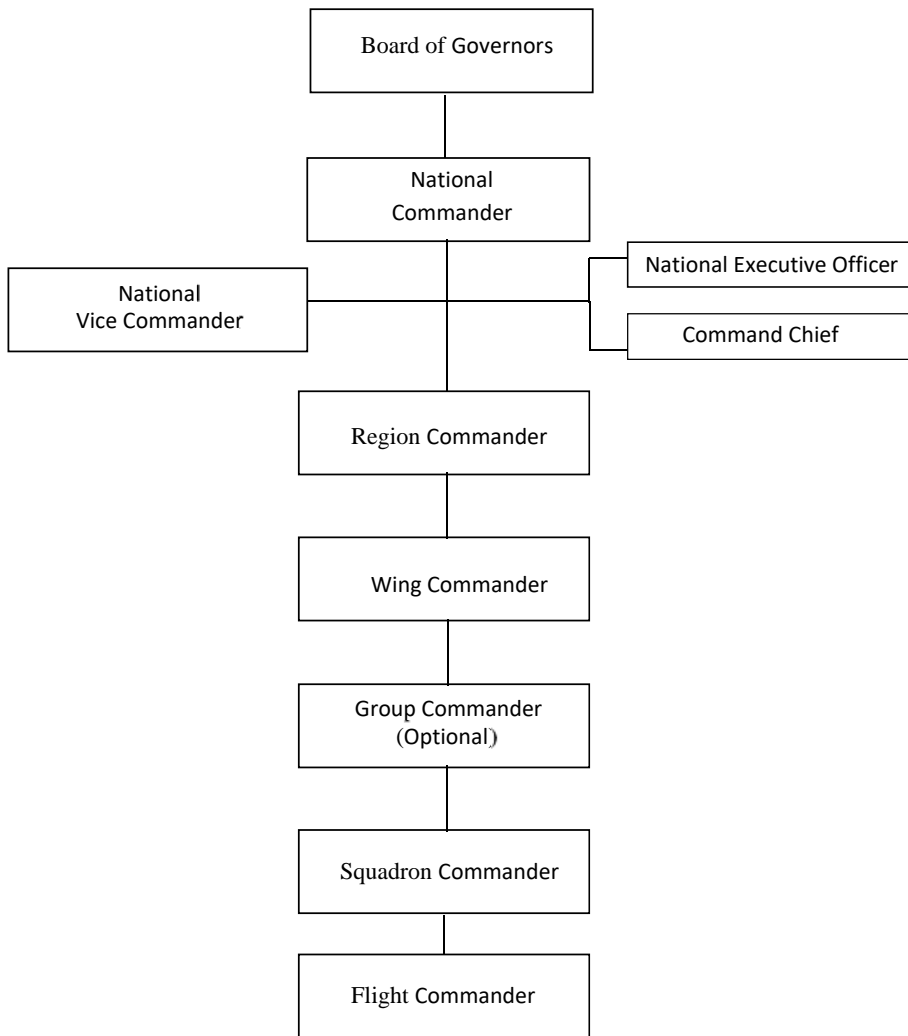 Board of Governors
National
Commander
National
Vice Commander
National Executive Officer
Command Chief
Region Commander
Wing Commander
Group Commander
(Optional)
Squadron Commander
Flight Commander